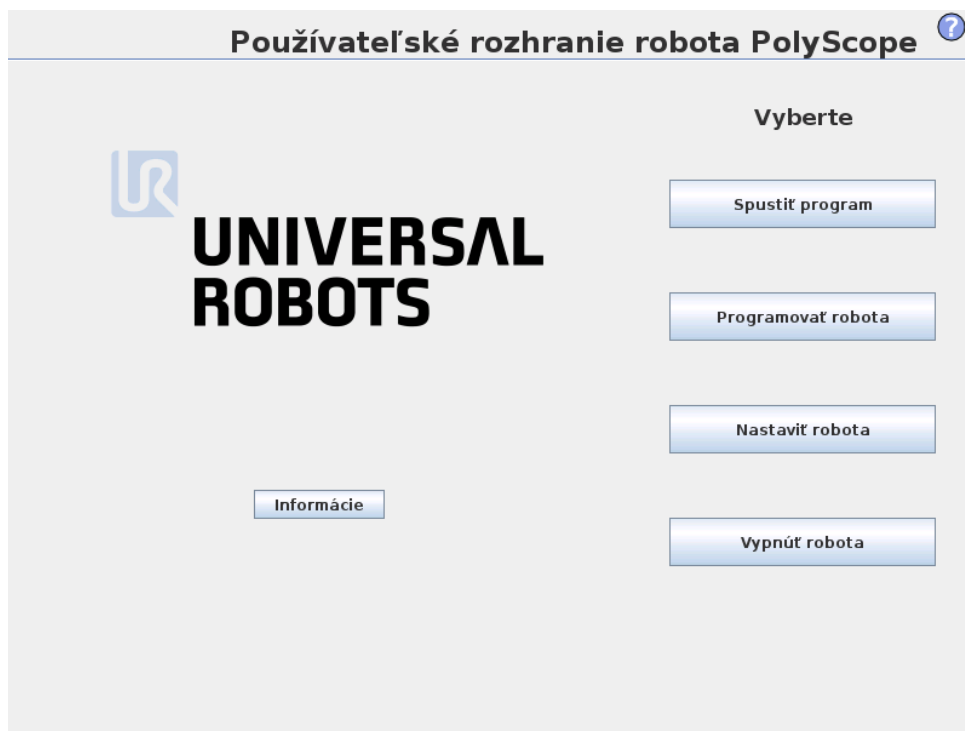 Používateľské rozhranie robota PolyScope
?
Vyberte
UR
UNIVERSAL
ROBOTS
Spustiť program
Programovať robota
Nastaviť robota
Informácie
Vypnúť robota